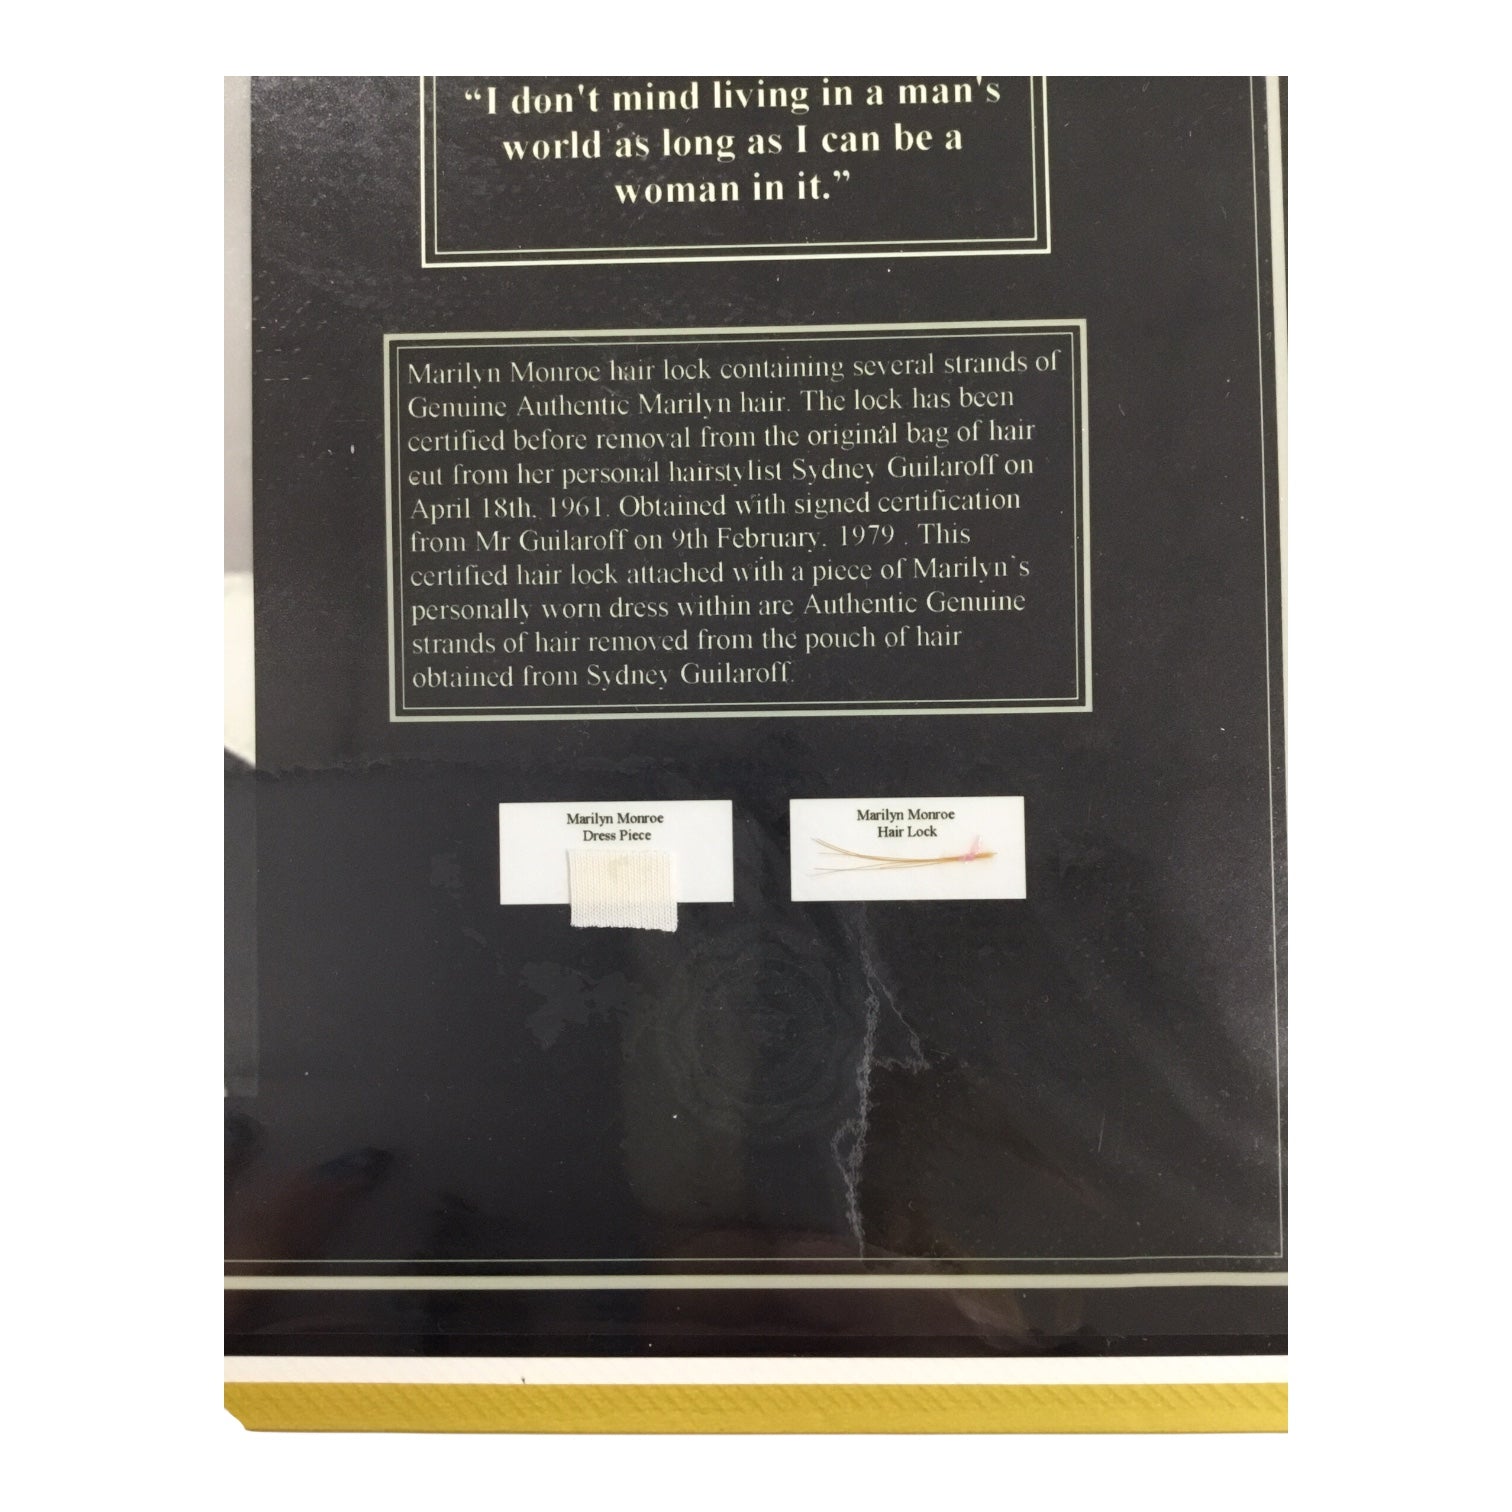 “I don't mind living in a man's
world as long as I can be a
woman in it.”
Marilyn Monroe hair lock containing several strands of
Genuine Authentic Marilyn hair. The lock has been
certified before removal from the original bag of hair
cut from her personal hairstylist Sydney Guilaroff on
April 18th, 1961. Obtained with signed certification
from Mr Guilaroff on 9th February, 1979 . This
certified hair lock attached with a piece of Marilyn`s
personally worn dress within are Authentic Genuine
strands of hair removed from the pouch of hair
obtained from Sydney Guilaroff.
Marilyn Monroe
Dress Piece
Marilyn Monroe
Hair Lock